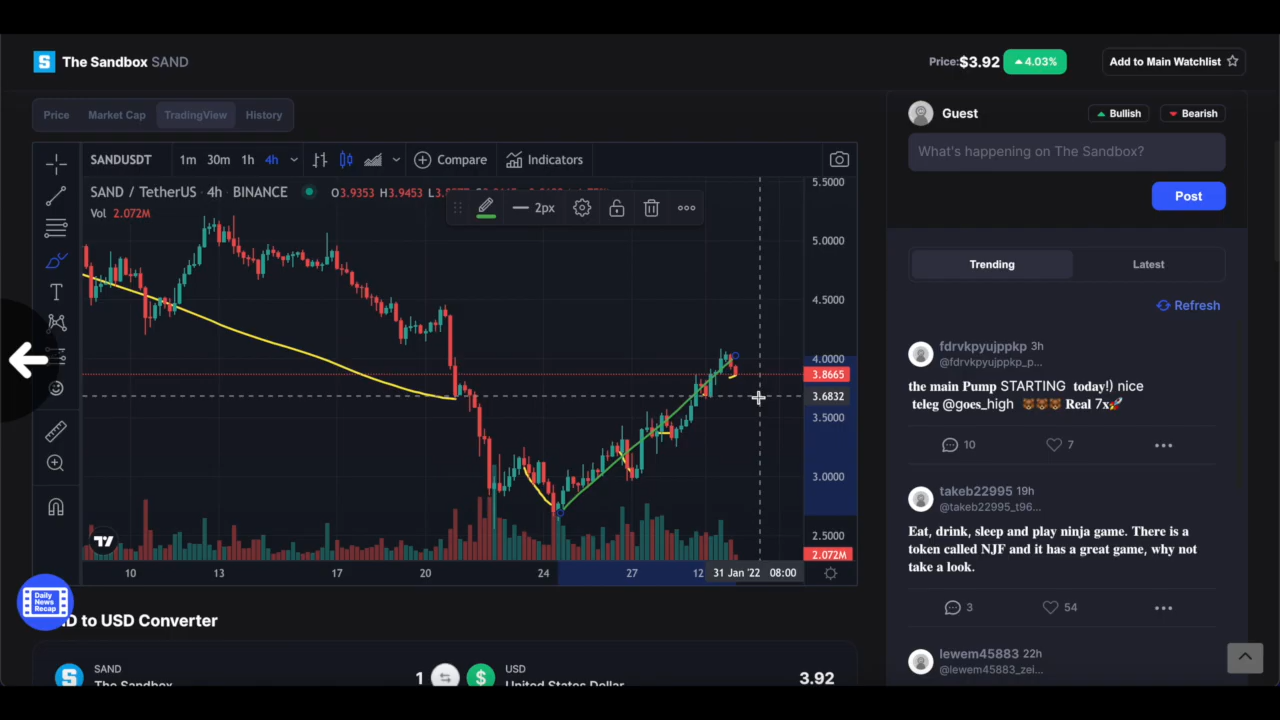 The Sandbox SAND
Price:$3.92 4.03%
Add to Main Watchlist
Price Market Cap TradingView History
Guest
Bullish Bearish
What's happening on The Sandbox?
Post
SANDUSDT 1m 30m 1h 4h Compare Indicators
SAND / TetherUS · 4h · BINANCE O3.9353 H3.9453
Vol 2.072M
2px
5.5000
5.0000
4.5000
4.0000
3.8665
3.6832
3.5000
3.0000
2.5000
2.072M
10 13 17 20 24 27 12 31 Jan '22 08:00
Trending Latest
Refresh
fdrvkpyujppkp 3h
@fdrvkpyujppkp_p...
the main Pump STARTING today!) nice
teleg @goes_high 🐻🐻🐻 Real 7x🚀
10 7
takeb22995 19h
@takeb22995_t96...
Eat, drink, sleep and play ninja game. There is a
token called NJF and it has a great game, why not
take a look.
3 54
lewem45883 22h
@lewem45883_zei...
Daily
News
Recap
D to USD Converter
SAND
The Sandbox
1
USD
United States Dollar
3.92